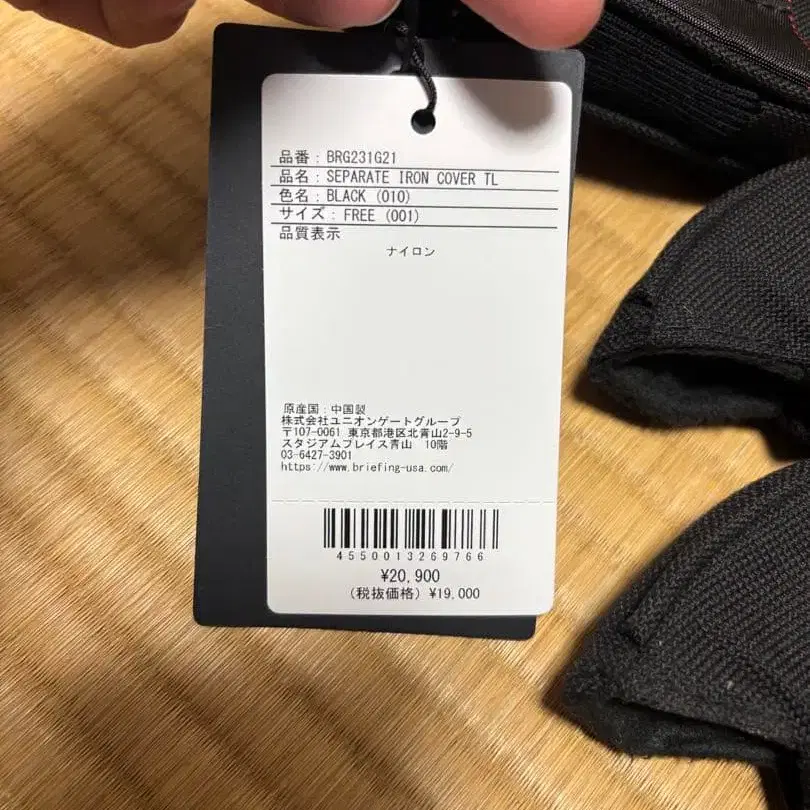 品番：BRG231G21
品名：SEPARATE IRON COVER TL
色名：BLACK (010)
サイズ：FREE (001)
品質表示
ナイロン
原産国：中国製
株式会社ユニオンゲートグループ
〒107-0061 東京都港区北青山2-9-5
スタジアムプレイス青山　10階
03-6427-3901
https://www.briefing-usa.com/
4550013269766
¥20,900
(税抜価格) ¥19,000